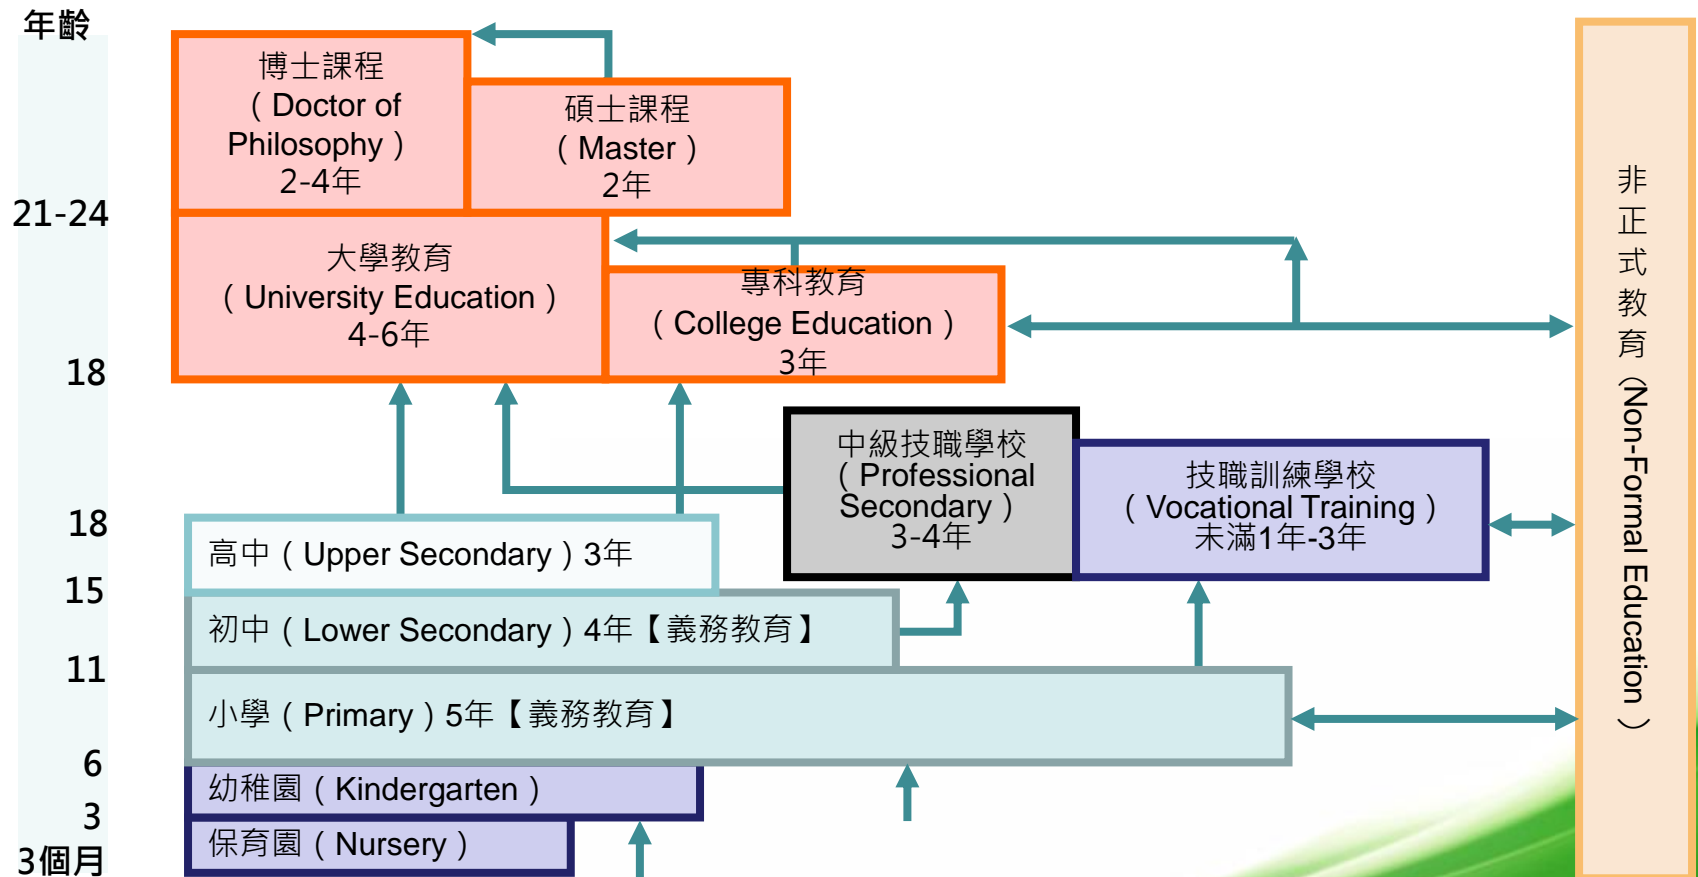 年齡
博士課程
（Doctor of
Philosophy）
2-4年
碩士課程
（Master）
2年
21-24
大學教育
（University Education）
4-6年
專科教育
（College Education）
3年
18
中級技職學校
（Professional
Secondary）
3-4年
技職訓練學校
（Vocational Training）
未滿1年-3年
18
高中（Upper Secondary）3年
15
初中（Lower Secondary）4年【義務教育】
11
小學（Primary）5年【義務教育】
6
幼稚園（Kindergarten）
3
保育園（Nursery）
3個月
非正式教育（Non-Formal Education）